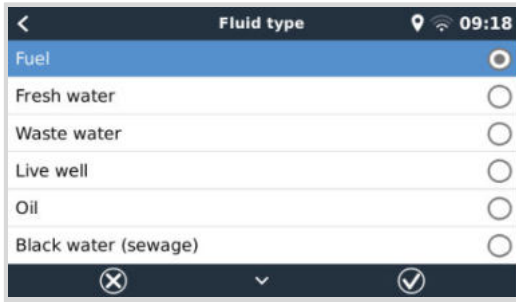 Fluid type 09:18
Fuel
Fresh water
Waste water
Live well
Oil
Black water (sewage)